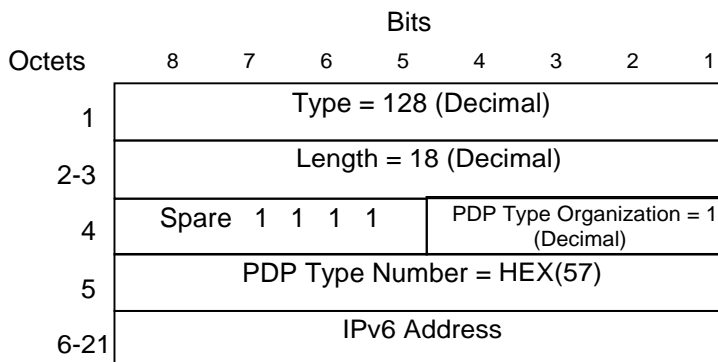 Bits
Octets 8 7 6 5 4 3 2 1
1 Type = 128 (Decimal)
2-3 Length = 18 (Decimal)
4 Spare 1 1 1 1 PDP Type Organization = 1
(Decimal)
5 PDP Type Number = HEX(57)
6-21 IPv6 Address